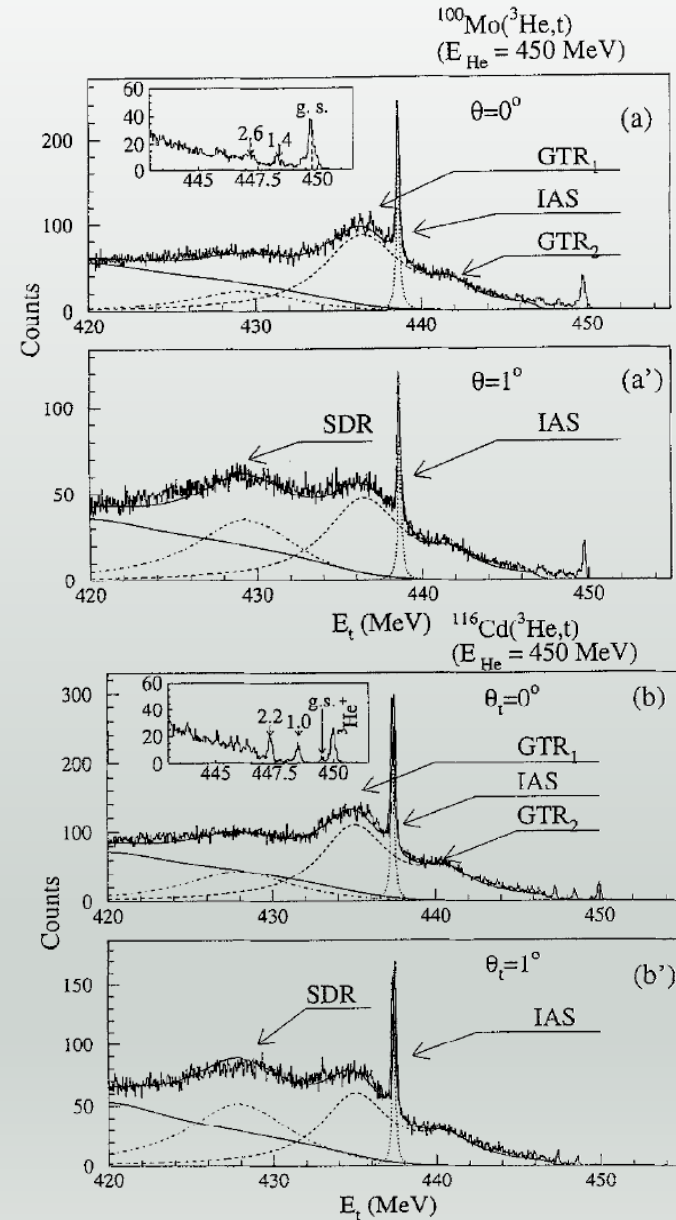 ¹⁰⁰Mo(³He,t)
(E He = 450 MeV)
60
40
20
0
g. s.
2.6
1.4
445
447.5
450
θ=0°
(a)
GTR₁
IAS
GTR₂
200
100
0
420
430
440
450
Counts
θ=1°
(a')
SDR
IAS
100
50
0
420
430
440
450
Eₜ (MeV)
¹¹⁶Cd(³He,t)
(E He = 450 MeV)
60
40
20
0
g.s.+
³He
2.2
1.0
445
447.5
450
θₜ=0°
(b)
GTR₁
IAS
GTR₂
300
200
100
0
420
430
440
450
Counts
θₜ=1°
(b')
SDR
IAS
150
100
50
0
420
430
440
450
Eₜ (MeV)